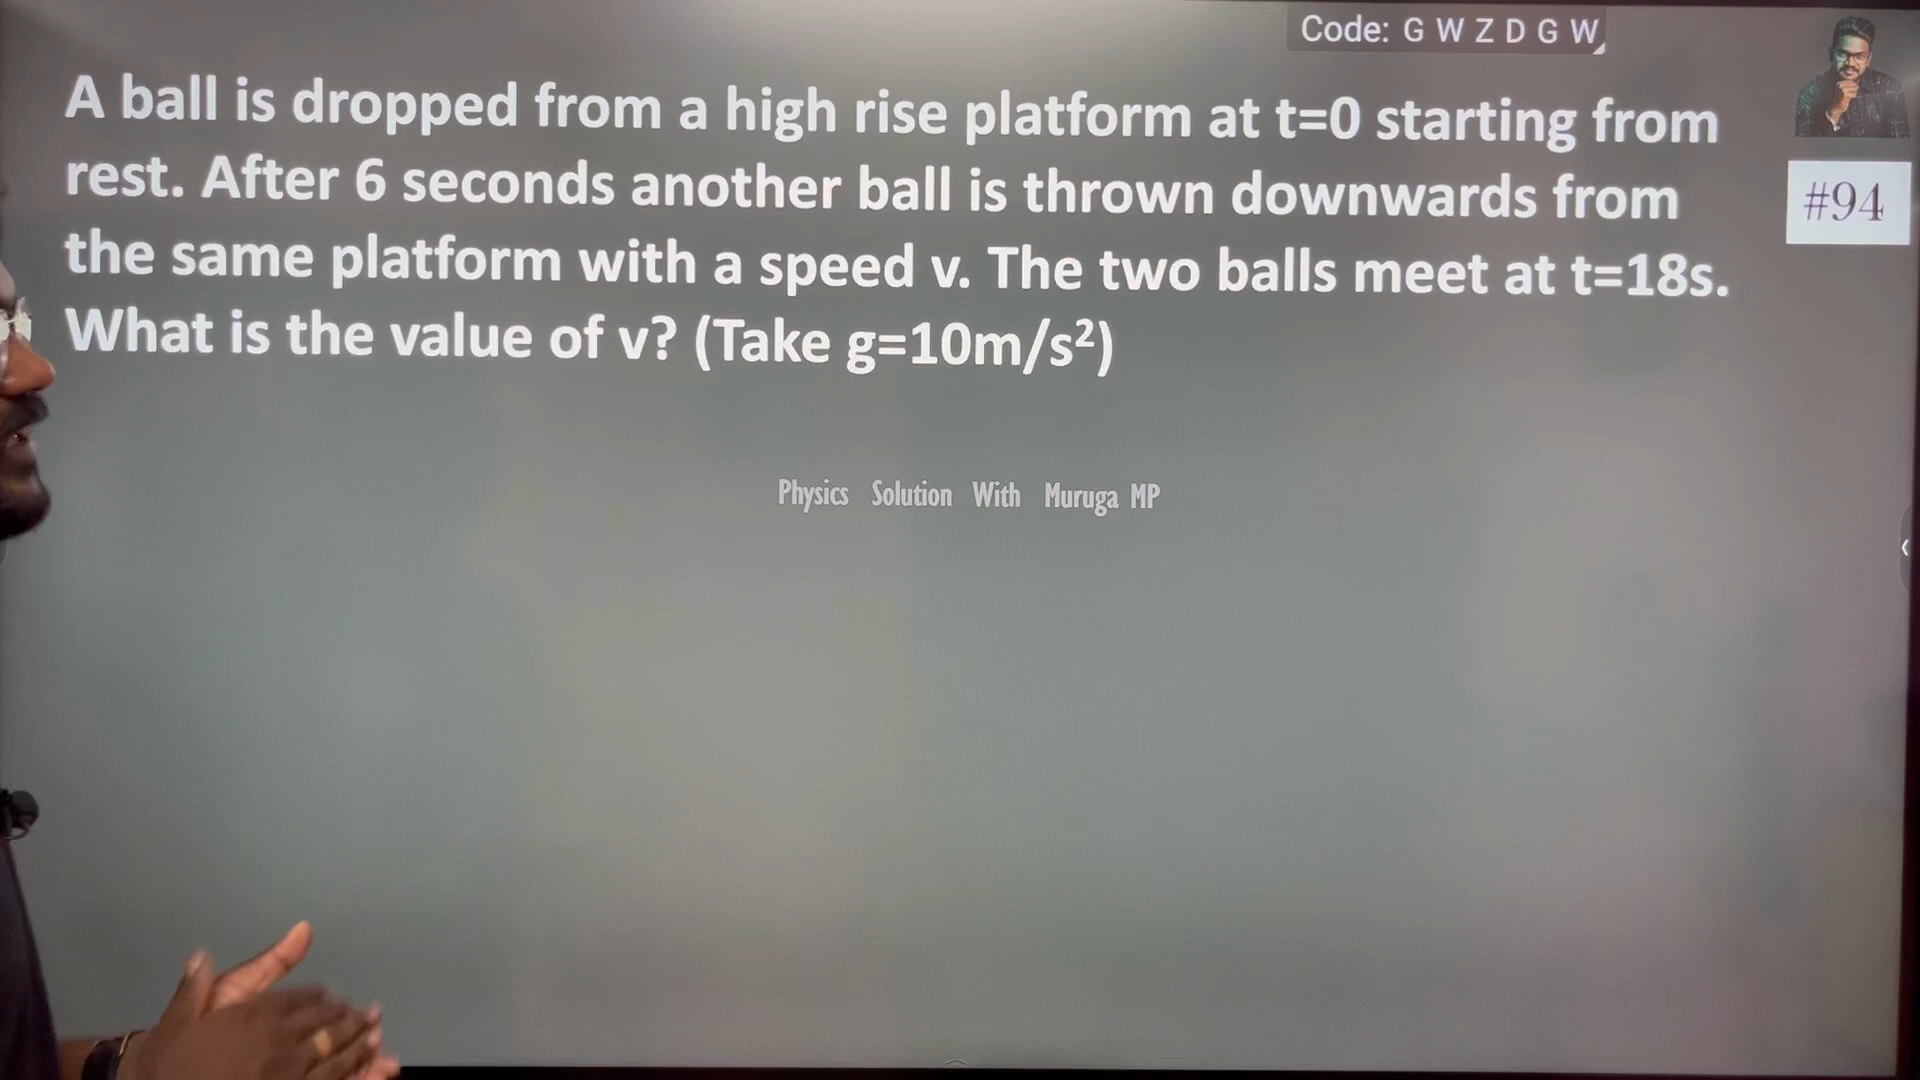 Code: G W Z D G W
A ball is dropped from a high rise platform at t=0 starting from
rest. After 6 seconds another ball is thrown downwards from
the same platform with a speed v. The two balls meet at t=18s.
What is the value of v? (Take g=10m/s²)
#94
Physics Solution With Muruga MP